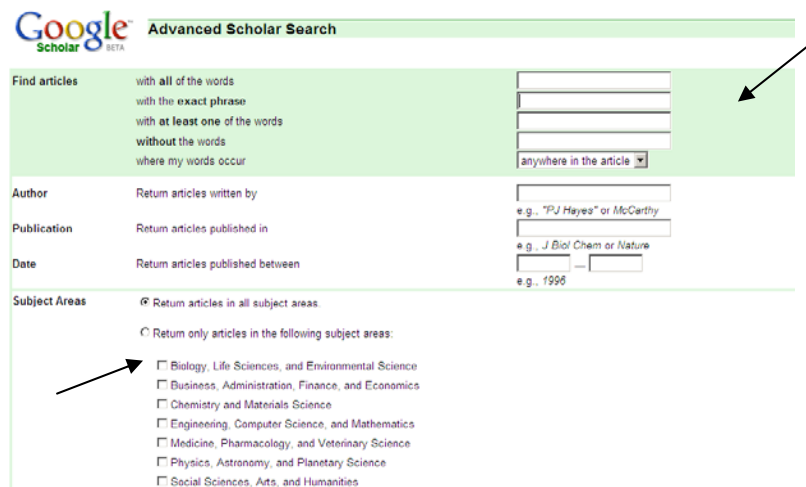 Google Scholar BETA Advanced Scholar Search
Find articles with all of the words
with the exact phrase
with at least one of the words
without the words
where my words occur anywhere in the article
Author Return articles written by
e.g., "PJ Hayes" or McCarthy
Publication Return articles published in
e.g., J Biol Chem or Nature
Date Return articles published between —
e.g., 1996
Subject Areas Return articles in all subject areas.
Return only articles in the following subject areas:
Biology, Life Sciences, and Environmental Science
Business, Administration, Finance, and Economics
Chemistry and Materials Science
Engineering, Computer Science, and Mathematics
Medicine, Pharmacology, and Veterinary Science
Physics, Astronomy, and Planetary Science
Social Sciences, Arts, and Humanities